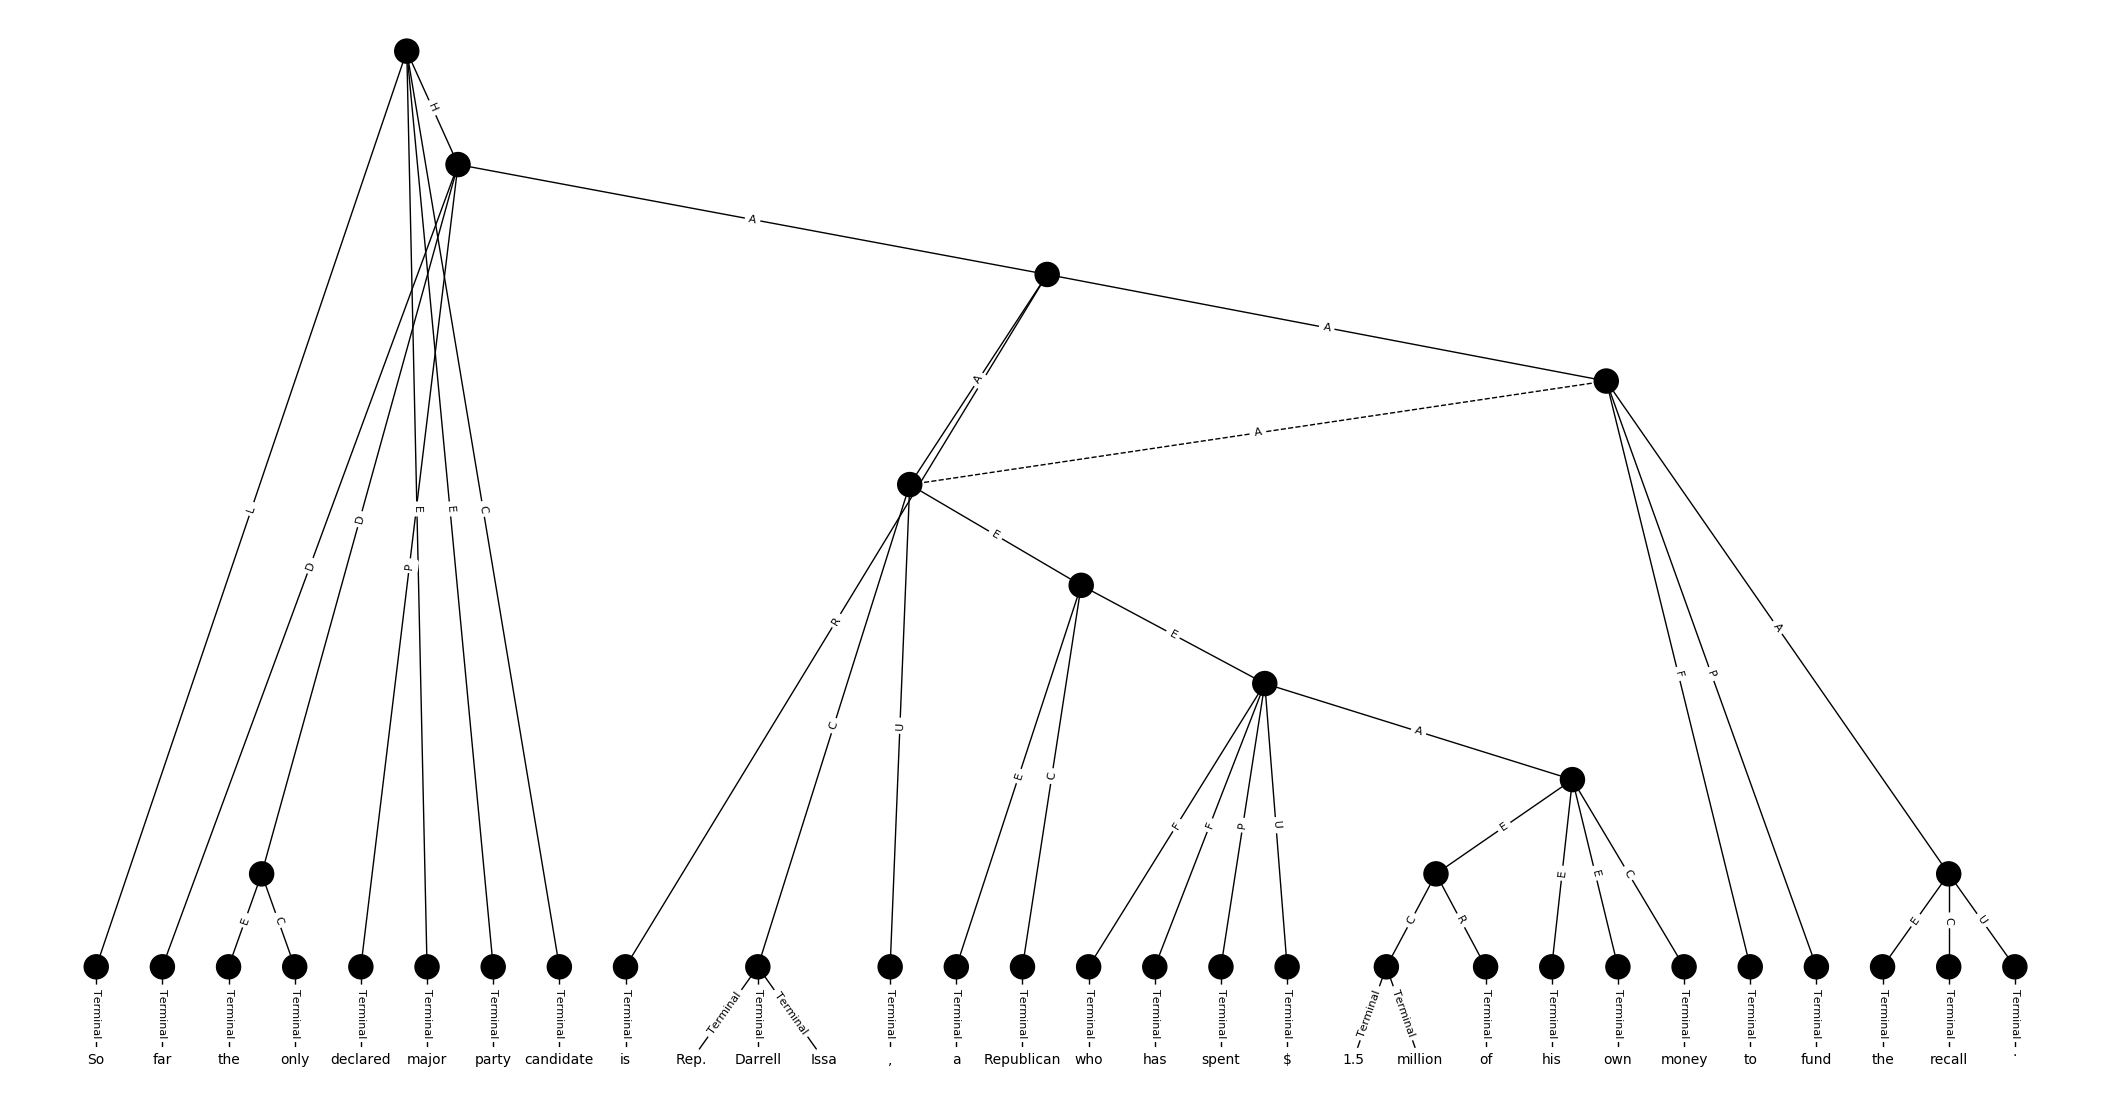 H
A
A
A
A
L
E
E
C
D
D
P
E
R
E
A
F
P
C
U
A
E
C
F
F
P
U
E
E
E
C
E
C
C
R
E
C
U
Terminal Terminal Terminal Terminal Terminal Terminal Terminal Terminal Terminal Terminal Terminal Terminal Terminal Terminal Terminal Terminal Terminal Terminal Terminal Terminal Terminal Terminal Terminal Terminal Terminal Terminal Terminal Terminal Terminal Terminal
So far the only declared major party candidate is Rep. Darrell Issa , a Republican who has spent $ 1.5 million of his own money to fund the recall .